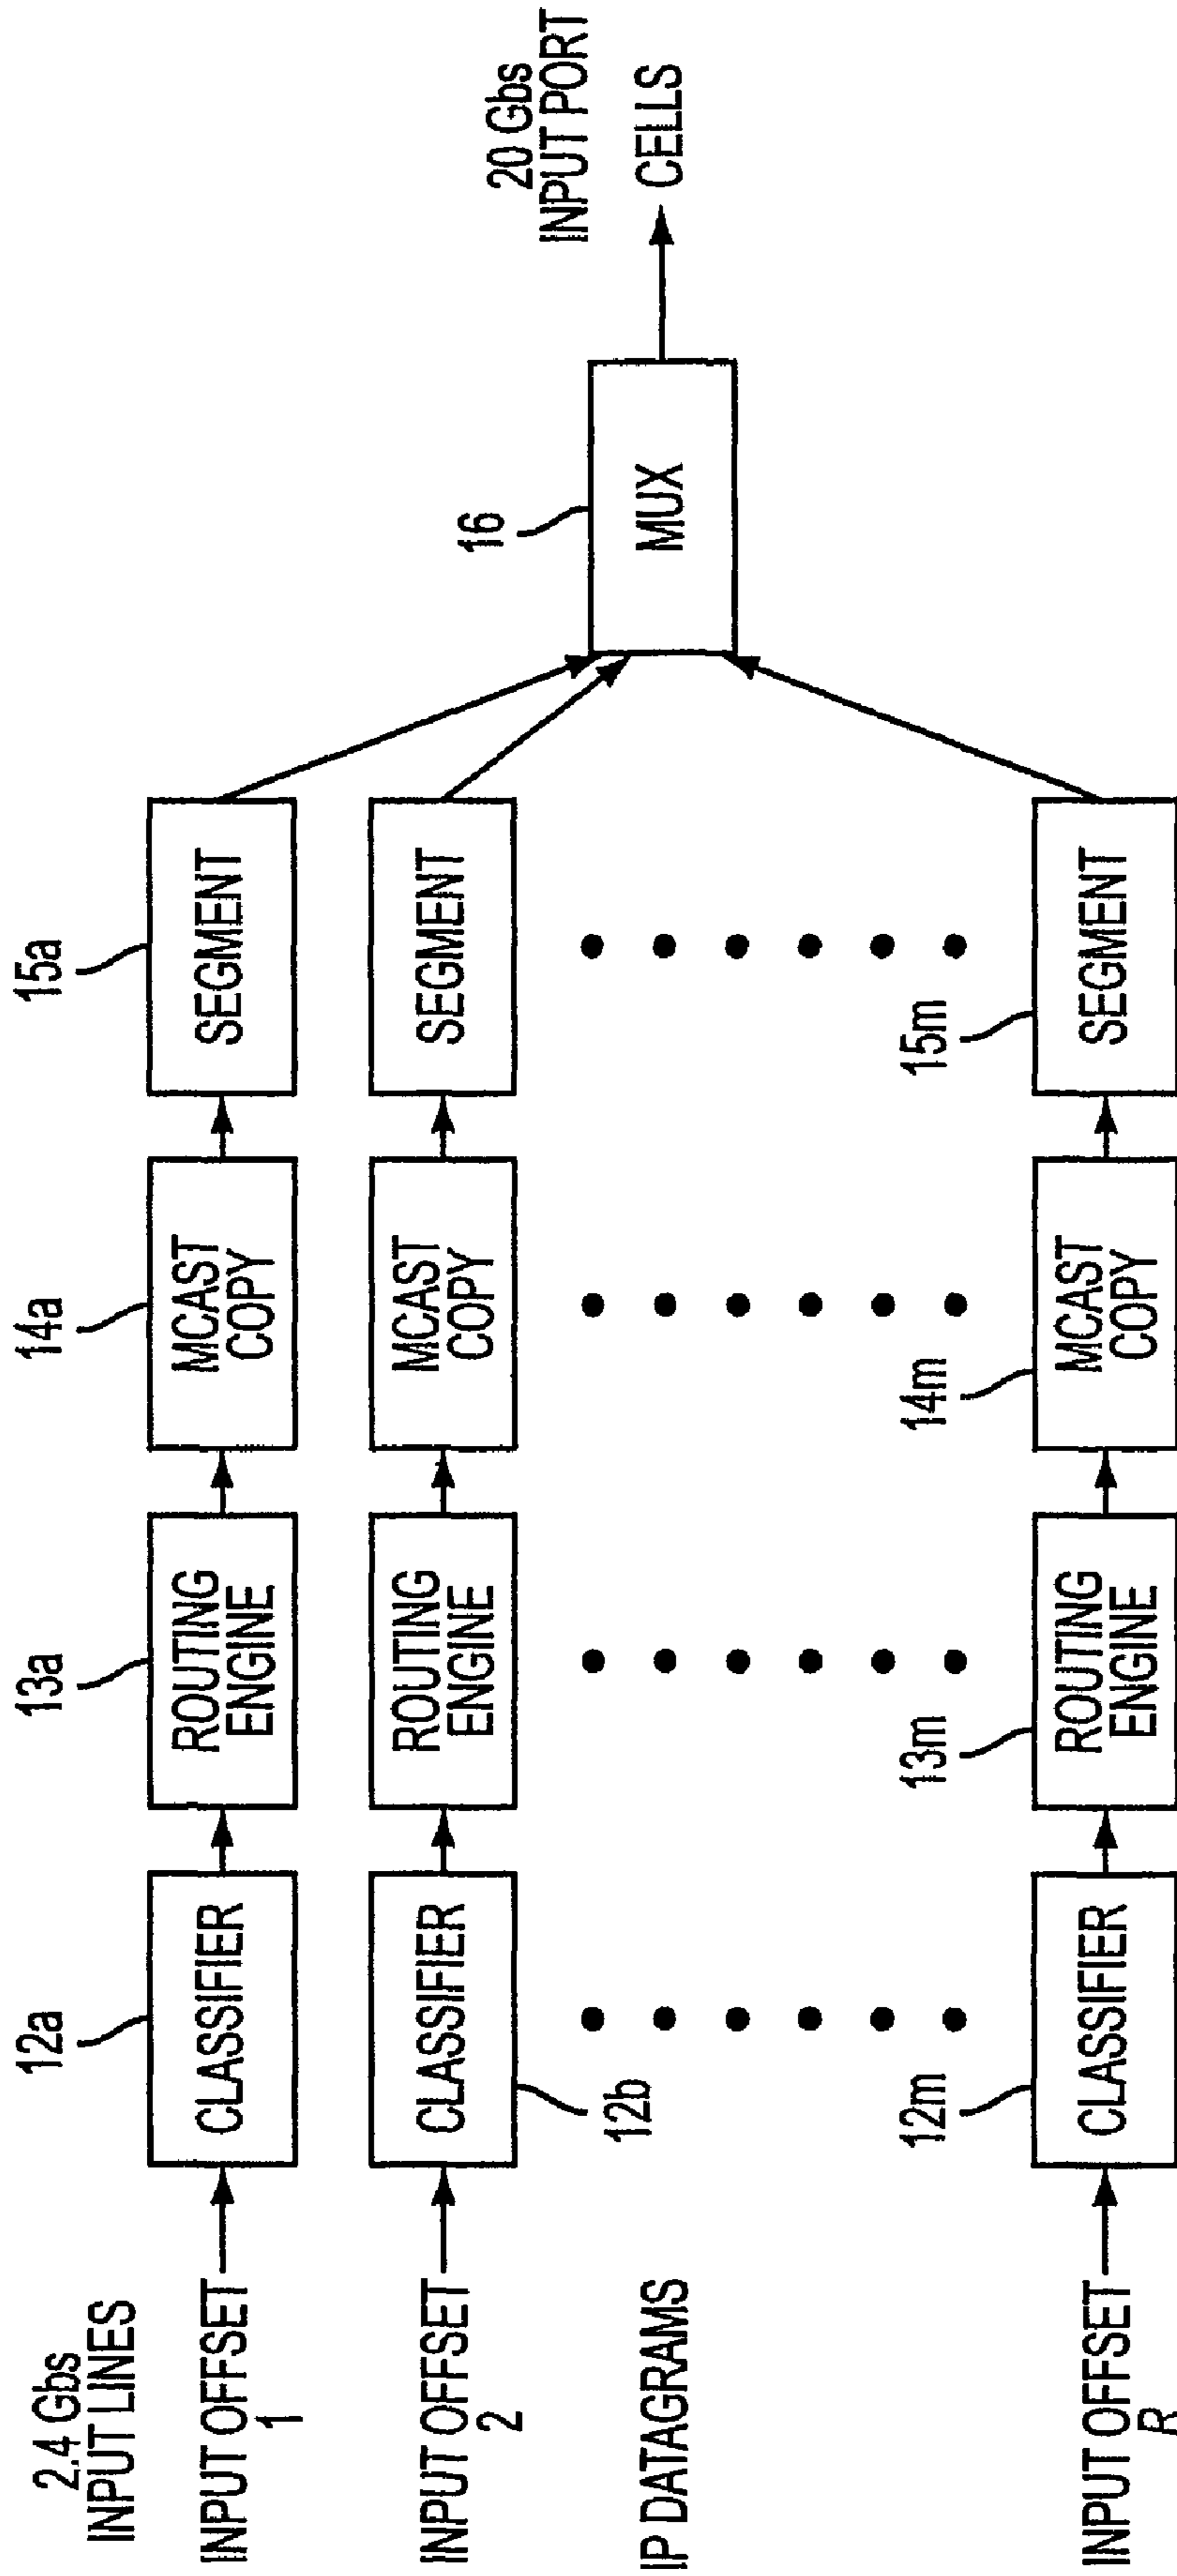 2.4 Gbs
INPUT LINES
INPUT OFFSET
1
12a
CLASSIFIER
13a
ROUTING
ENGINE
14a
MCAST
COPY
15a
SEGMENT
20 Gbs
INPUT PORT
INPUT OFFSET
2
CLASSIFIER
12b
ROUTING
ENGINE
MCAST
COPY
SEGMENT
16
MUX
CELLS
IP DATAGRAMS
INPUT OFFSET
R
12m
CLASSIFIER
13m
ROUTING
ENGINE
14m
MCAST
COPY
15m
SEGMENT